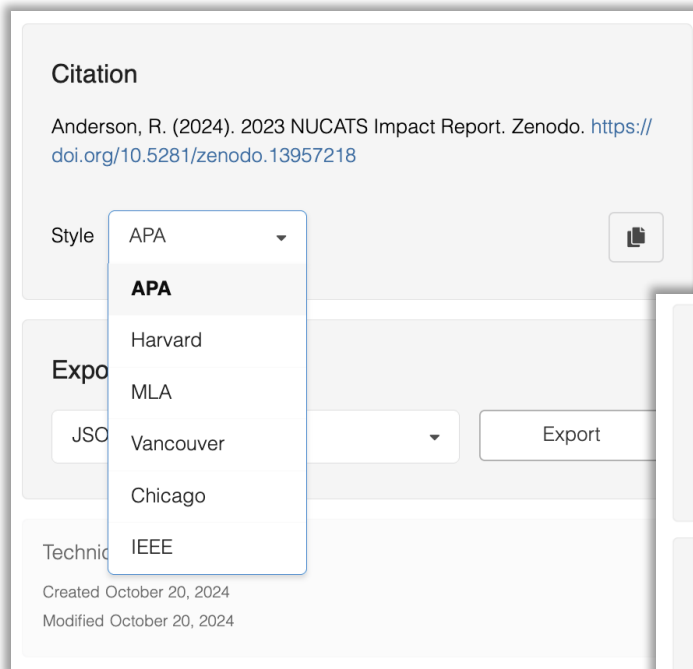 Citation
Anderson, R. (2024). 2023 NUCATS Impact Report. Zenodo. https://
doi.org/10.5281/zenodo.13957218
Style APA
APA
Harvard
Expo
MLA
JSO
Vancouver
Export
Chicago
Technic
IEEE
Created October 20, 2024
Modified October 20, 2024